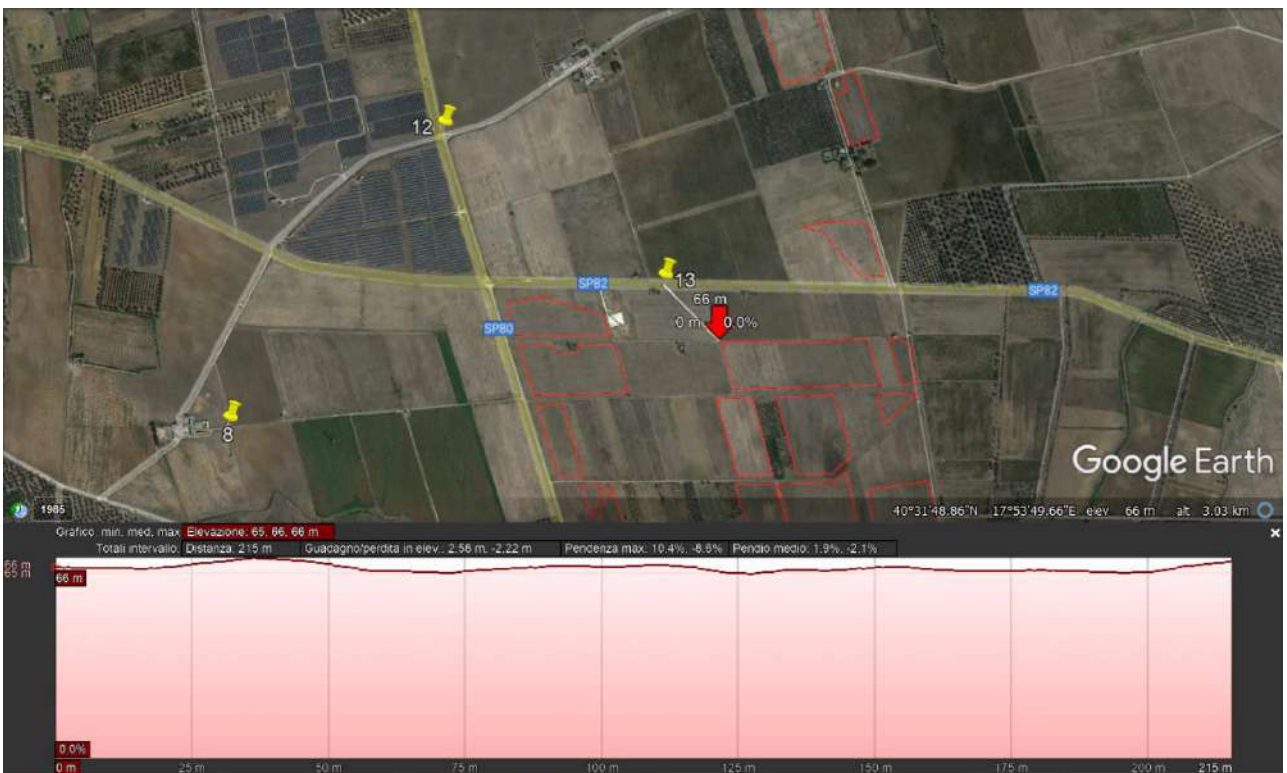 12
13
SP82
66 m
SP82
0 m
0.0%
SP80
8
Google Earth
1985
40°31'48.86"N 17°53'49.66"E elev 66 m alt 3.03 km
Grafico min, med, max Elevazione: 65, 66, 66 m
Totali intervallo: Distanza: 215 m Guadagno/perdita in elev.: 2.58 m, -2.22 m Pendenza max: 10.4%, -8.6% Pendio medio: 1.9%, -2.1%
66 m
65 m
66 m
0.0%
0 m 25 m 50 m 75 m 100 m 125 m 150 m 175 m 200 m 215 m